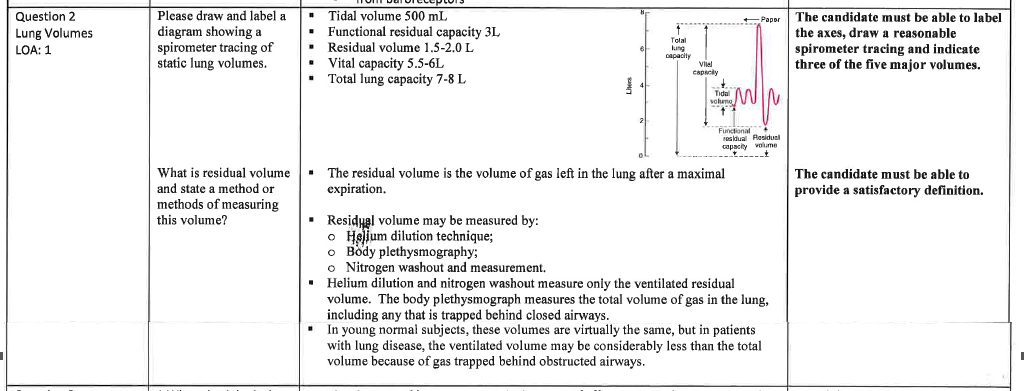 from baroreceptors
Question 2
Lung Volumes
LOA: 1
Please draw and label a
diagram showing a
spirometer tracing of
static lung volumes.
▪ Tidal volume 500 mL
▪ Functional residual capacity 3L
▪ Residual volume 1.5-2.0 L
▪ Vital capacity 5.5-6L
▪ Total lung capacity 7-8 L
8
6
4
2
0
Liters
Paper
Total
lung
capacity
Vital
capacity
Tidal
volume
Functional
residual
capacity
Residual
volume
The candidate must be able to label
the axes, draw a reasonable
spirometer tracing and indicate
three of the five major volumes.
What is residual volume
and state a method or
methods of measuring
this volume?
▪ The residual volume is the volume of gas left in the lung after a maximal
expiration.
▪ Residual volume may be measured by:
o Helium dilution technique;
o Body plethysmography;
o Nitrogen washout and measurement.
▪ Helium dilution and nitrogen washout measure only the ventilated residual
volume. The body plethysmograph measures the total volume of gas in the lung,
including any that is trapped behind closed airways.
▪ In young normal subjects, these volumes are virtually the same, but in patients
with lung disease, the ventilated volume may be considerably less than the total
volume because of gas trapped behind obstructed airways.
The candidate must be able to
provide a satisfactory definition.